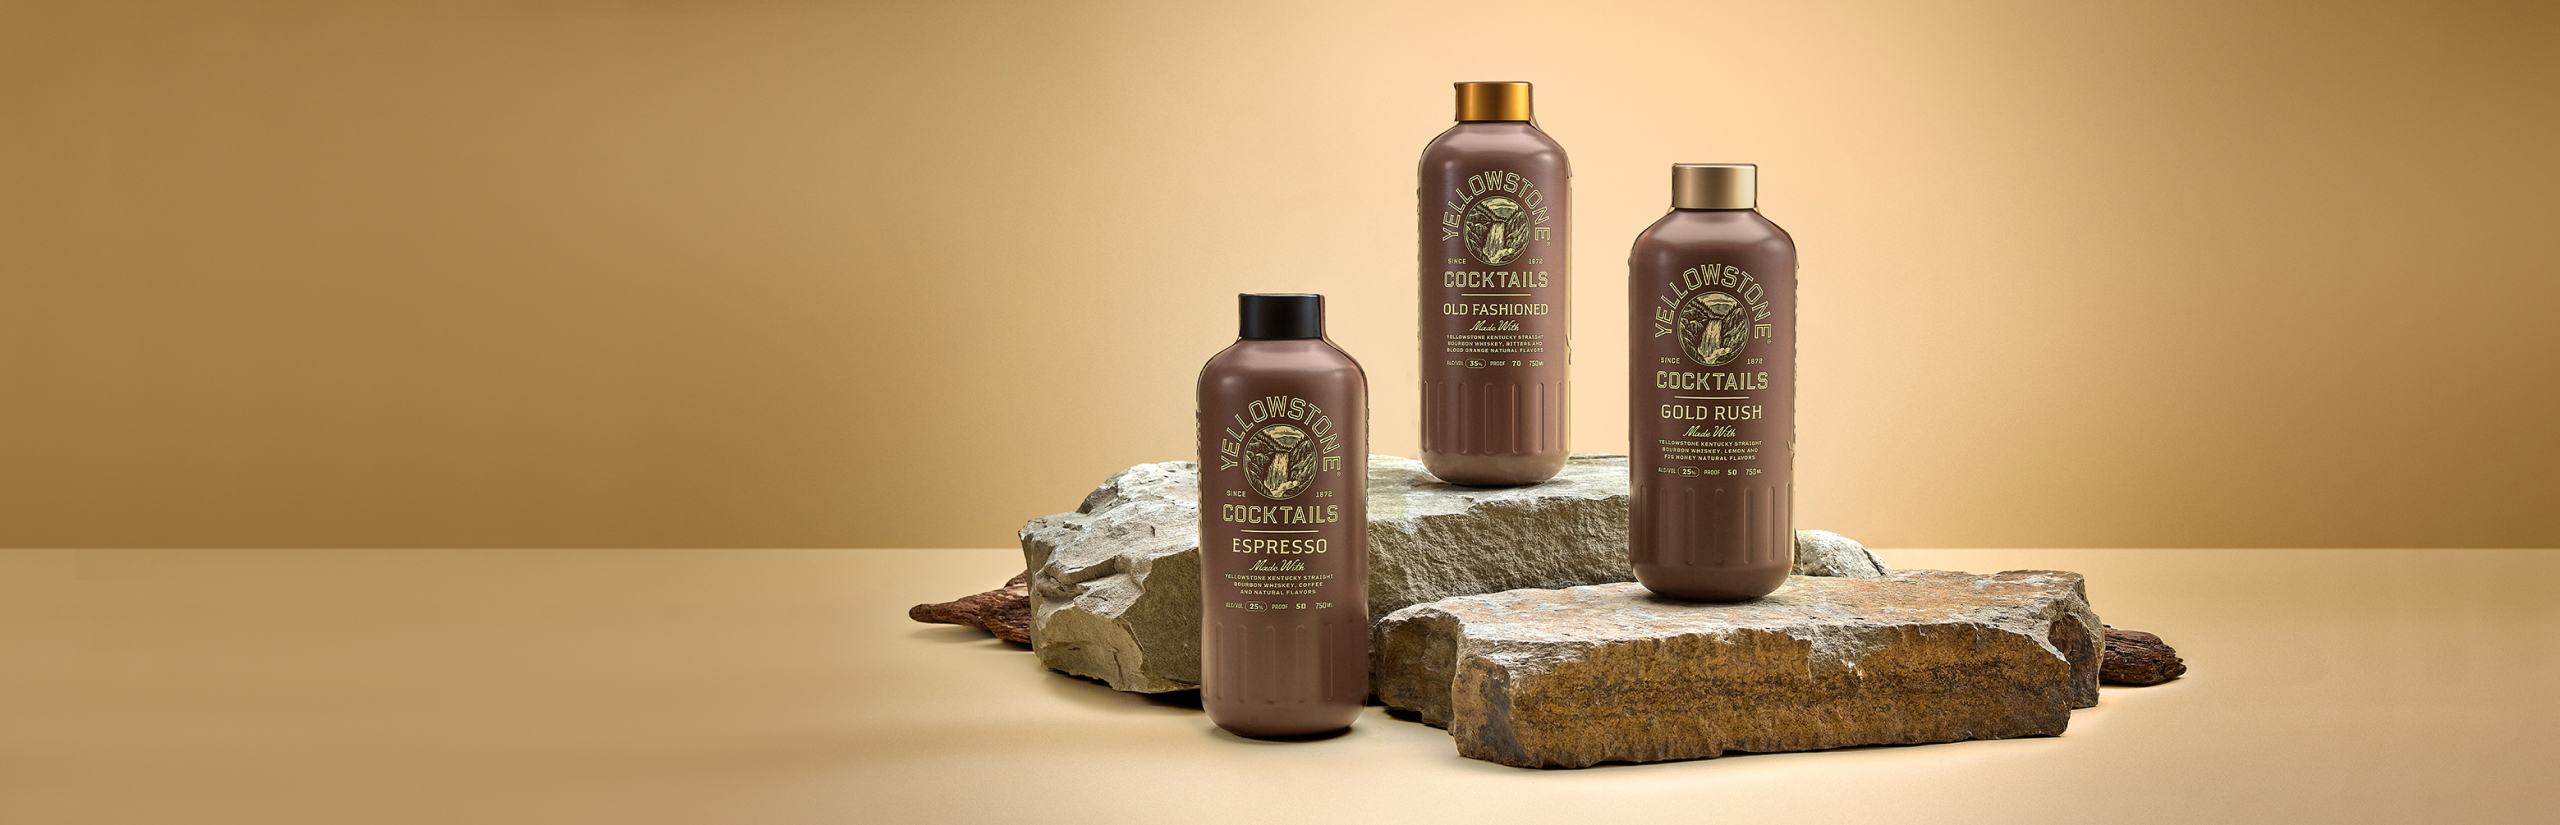 YELLOWSTONE®
SINCE 1872
COCKTAILS
ESPRESSO
Made With
YELLOWSTONE KENTUCKY STRAIGHT
BOURBON WHISKEY, COFFEE
AND NATURAL FLAVORS
ALC/VOL 25% PROOF 50 750ML
YELLOWSTONE®
SINCE 1872
COCKTAILS
OLD FASHIONED
Made With
YELLOWSTONE KENTUCKY STRAIGHT
BOURBON WHISKEY, BITTERS AND
BLOOD ORANGE NATURAL FLAVORS
ALC/VOL 35% PROOF 70 750ML
YELLOWSTONE®
SINCE 1872
COCKTAILS
GOLD RUSH
Made With
YELLOWSTONE KENTUCKY STRAIGHT
BOURBON WHISKEY, LEMON AND
FIG HONEY NATURAL FLAVORS
ALC/VOL 25% PROOF 50 750ML